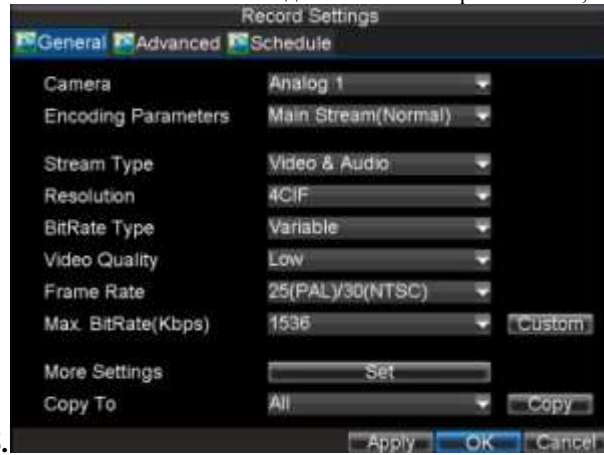 Record Settings
General Advanced Schedule
Camera Analog 1
Encoding Parameters Main Stream(Normal)
Stream Type Video & Audio
Resolution 4CIF
BitRate Type Variable
Video Quality Low
Frame Rate 25(PAL)/30(NTSC)
Max. BitRate(Kbps) 1536 Custom
More Settings Set
Copy To All Copy
Apply OK Cancel